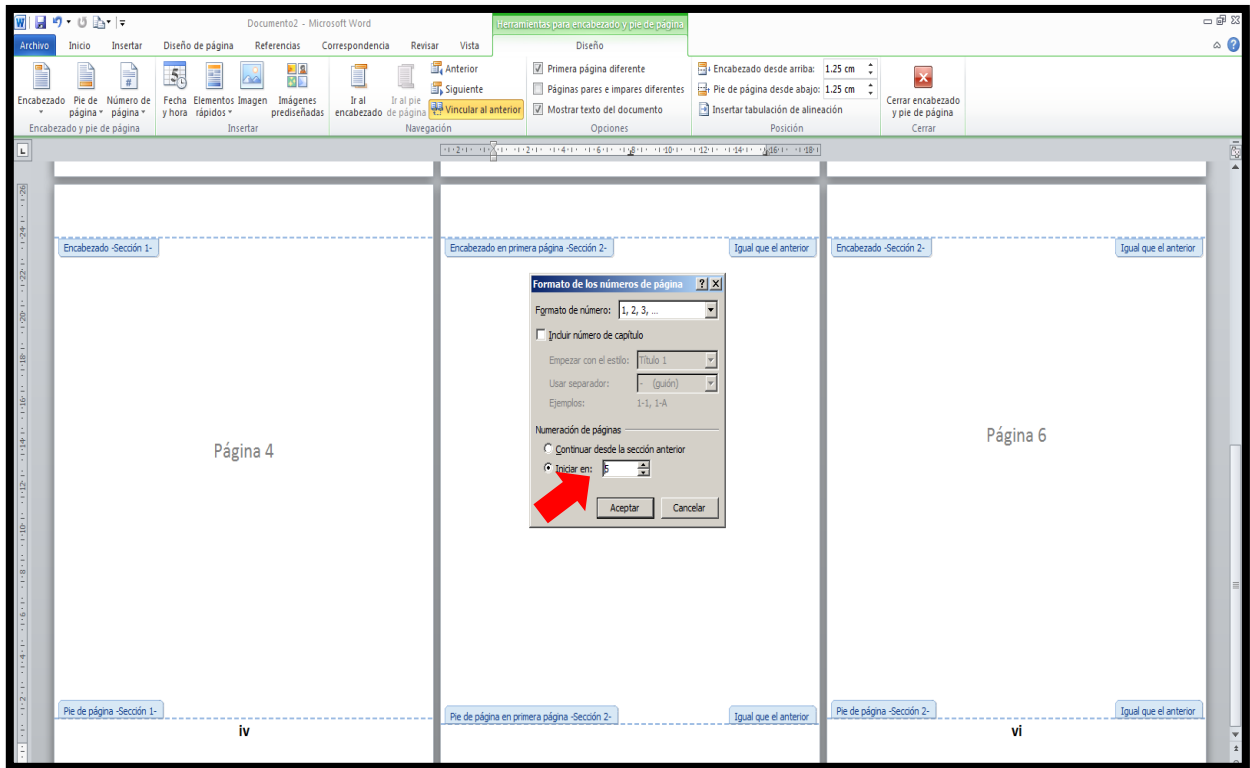 Documento2 - Microsoft Word
Herramientas para encabezado y pie de página
Archivo Inicio Insertar Diseño de página Referencias Correspondencia Revisar Vista Diseño
Encabezado
Pie de página
Número de página
Encabezado y pie de página
Fecha y hora
Elementos rápidos
Imagen
Imágenes prediseñadas
Insertar
Ir al encabezado
Ir al pie de página
Anterior
Siguiente
Vincular al anterior
Navegación
Primera página diferente
Páginas pares e impares diferentes
Mostrar texto del documento
Opciones
Encabezado desde arriba: 1.25 cm
Pie de página desde abajo: 1.25 cm
Insertar tabulación de alineación
Posición
Cerrar encabezado y pie de página
Cerrar
Encabezado -Sección 1-
Página 4
Pie de página -Sección 1-
iv
Encabezado en primera página -Sección 2-
Igual que el anterior
Formato de los números de página
Formato de número: 1, 2, 3, ...
Incluir número de capítulo
Empezar con el estilo: Título 1
Usar separador: - (guión)
Ejemplos: 1-1, 1-A
Numeración de páginas
Continuar desde la sección anterior
Iniciar en: 5
Aceptar Cancelar
Pie de página en primera página -Sección 2-
Igual que el anterior
Encabezado -Sección 2-
Igual que el anterior
Página 6
Pie de página -Sección 2-
Igual que el anterior
vi